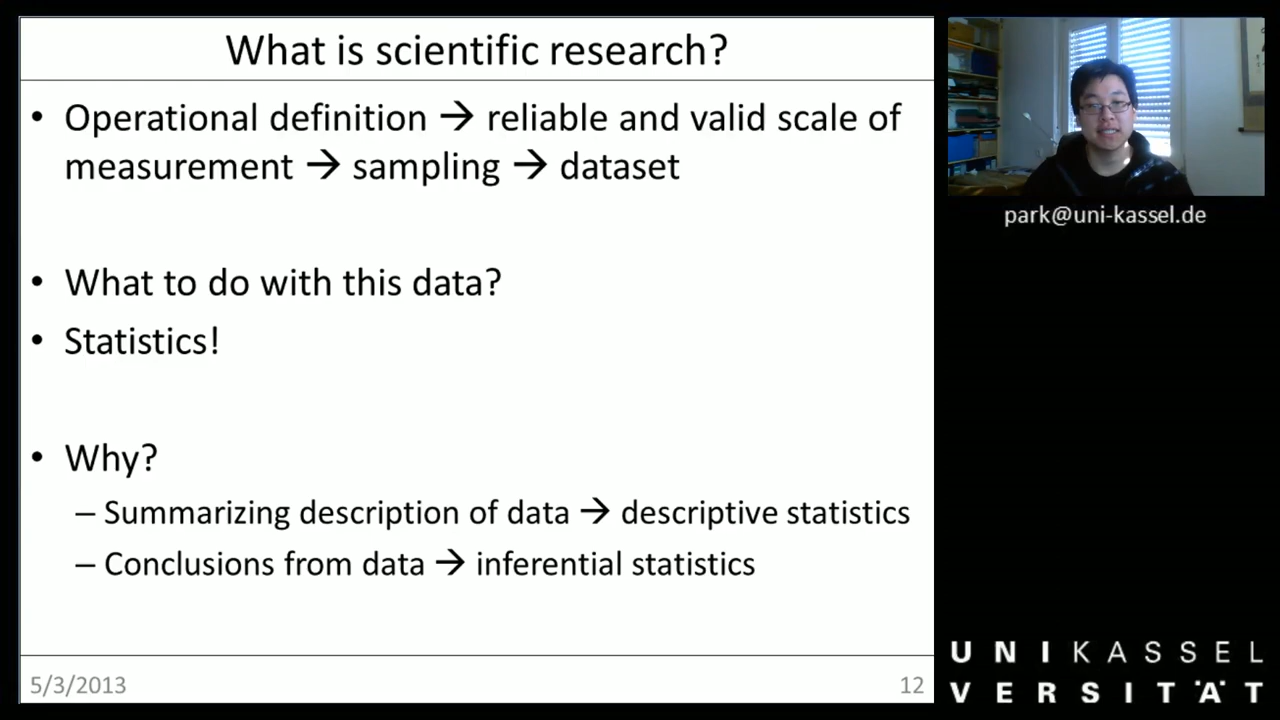 What is scientific research?
• Operational definition → reliable and valid scale of
measurement → sampling → dataset
• What to do with this data?
• Statistics!
• Why?
– Summarizing description of data → descriptive statistics
– Conclusions from data → inferential statistics
5/3/2013
12
park@uni-kassel.de
UNIKASSEL
VERSITÄT